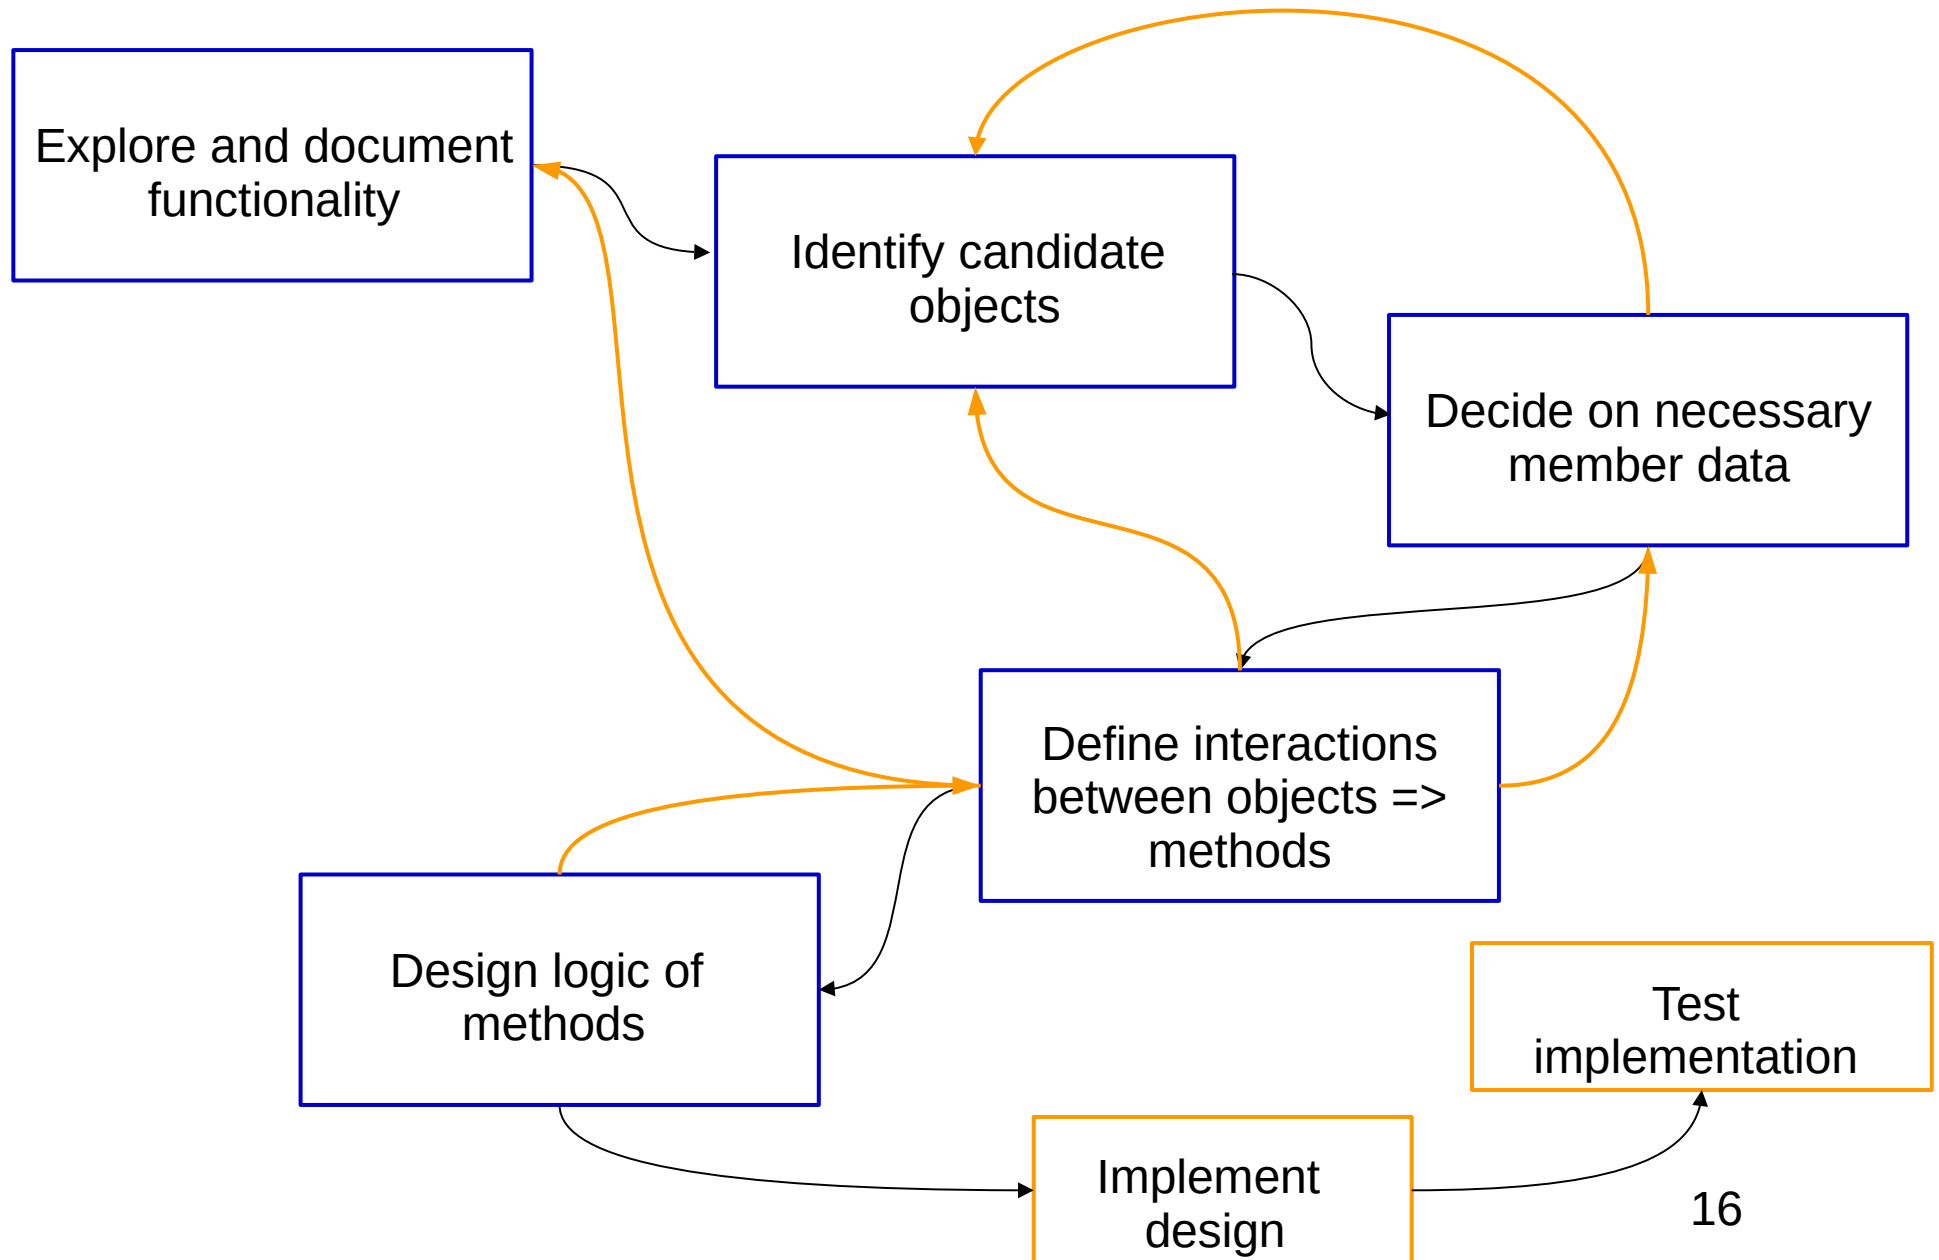 Explore and document
functionality
Identify candidate
objects
Decide on necessary
member data
Define interactions
between objects =>
methods
Design logic of
methods
Test
implementation
Implement
design
16